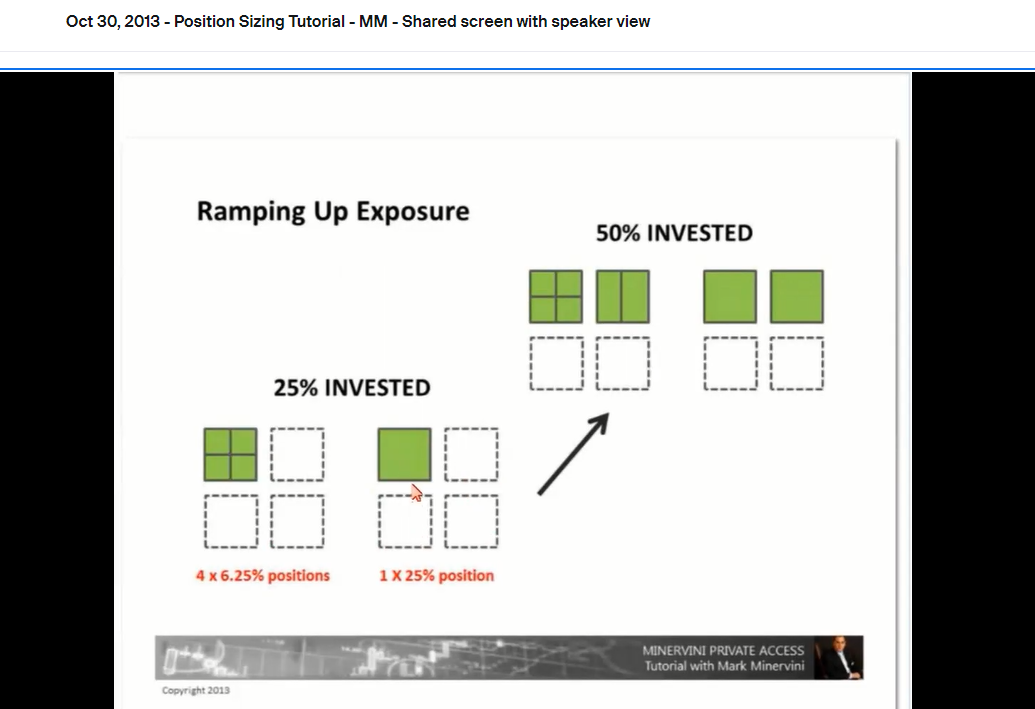 Oct 30, 2013 - Position Sizing Tutorial - MM - Shared screen with speaker view
Ramping Up Exposure
50% INVESTED
25% INVESTED
4 x 6.25% positions
1 X 25% position
MINERVINI PRIVATE ACCESS
Tutorial with Mark Minervini
Copyright 2013